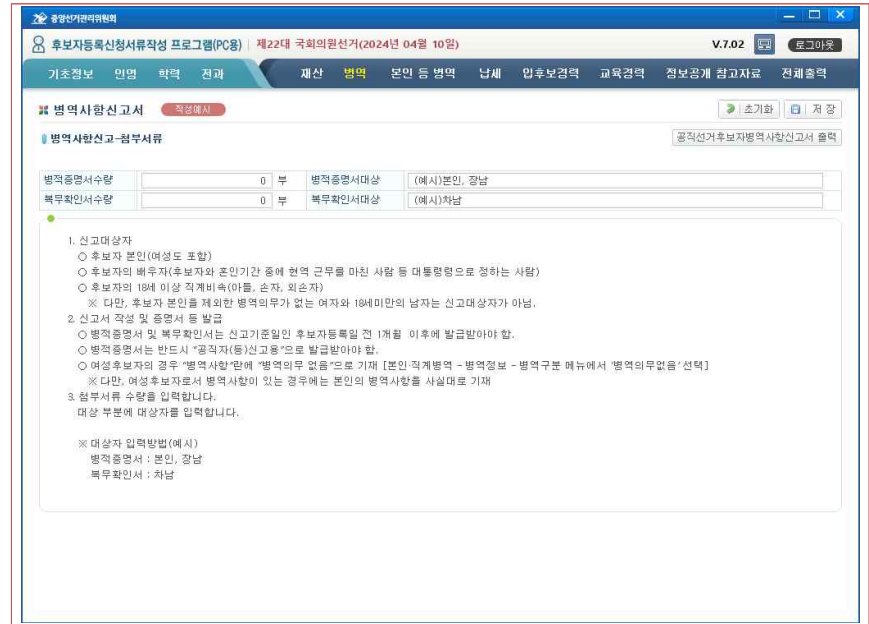 중앙선거관리위원회
후보자등록신청서류작성 프로그램(PC용) 제22대 국회의원선거(2024년 04월 10일) V.7.02 로그아웃
기초정보 인영 학력 전과 재산 병역 본인 등 병역 납세 입후보경력 교육경력 정보공개 참고자료 전체출력
병역사항신고서 작성예시 초기화 저 장
병역사항신고-첨부서류 공직선거후보자병역사항신고서 출력
병적증명서수량 0 부 병적증명서대상 (예시)본인, 장남
복무확인서수량 0 부 복무확인서대상 (예시)차남
1. 신고대상자
○ 후보자 본인(여성도 포함)
○ 후보자의 배우자(후보자와 혼인기간 중에 현역 근무를 마친 사람 등 대통령령으로 정하는 사람)
○ 후보자의 18세 이상 직계비속(아들, 손자, 외손자)
※ 다만, 후보자 본인을 제외한 병역의무가 없는 여자와 18세미만의 남자는 신고대상자가 아님.
2. 신고서 작성 및 증명서 등 발급
○ 병적증명서 및 복무확인서는 신고기준일인 후보자등록일 전 1개월 이후에 발급받아야 함.
○ 병적증명서는 반드시 "공직자(등)신고용"으로 발급받아야 함.
○ 여성후보자의 경우 "병역사항"란에 "병역의무 없음"으로 기재 [본인·직계병역 - 병역정보 - 병역구분 메뉴에서 '병역의무없음' 선택]
※ 다만, 여성후보자로서 병역사항이 있는 경우에는 본인의 병역사항을 사실대로 기재
3. 첨부서류 수량을 입력합니다.
대상 부분에 대상자를 입력합니다.
※ 대상자 입력방법(예시)
병적증명서 : 본인, 장남
복무확인서 : 차남